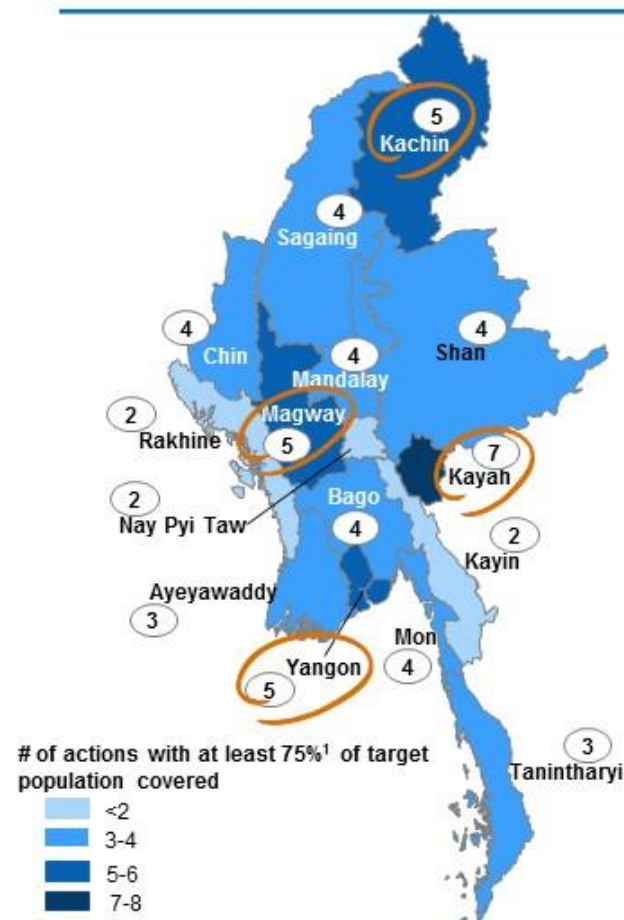 5
Kachin
4
Sagaing
4
Chin
4
Shan
4
Mandalay
2
Rakhine
Magway
5
7
Kayah
2
Nay Pyi Taw
Bago
4
2
Kayin
Ayeyawaddy
3
Mon
4
Yangon
5
3
Tanintharyi
# of actions with at least 75%¹ of target
population covered
<2
3-4
5-6
7-8